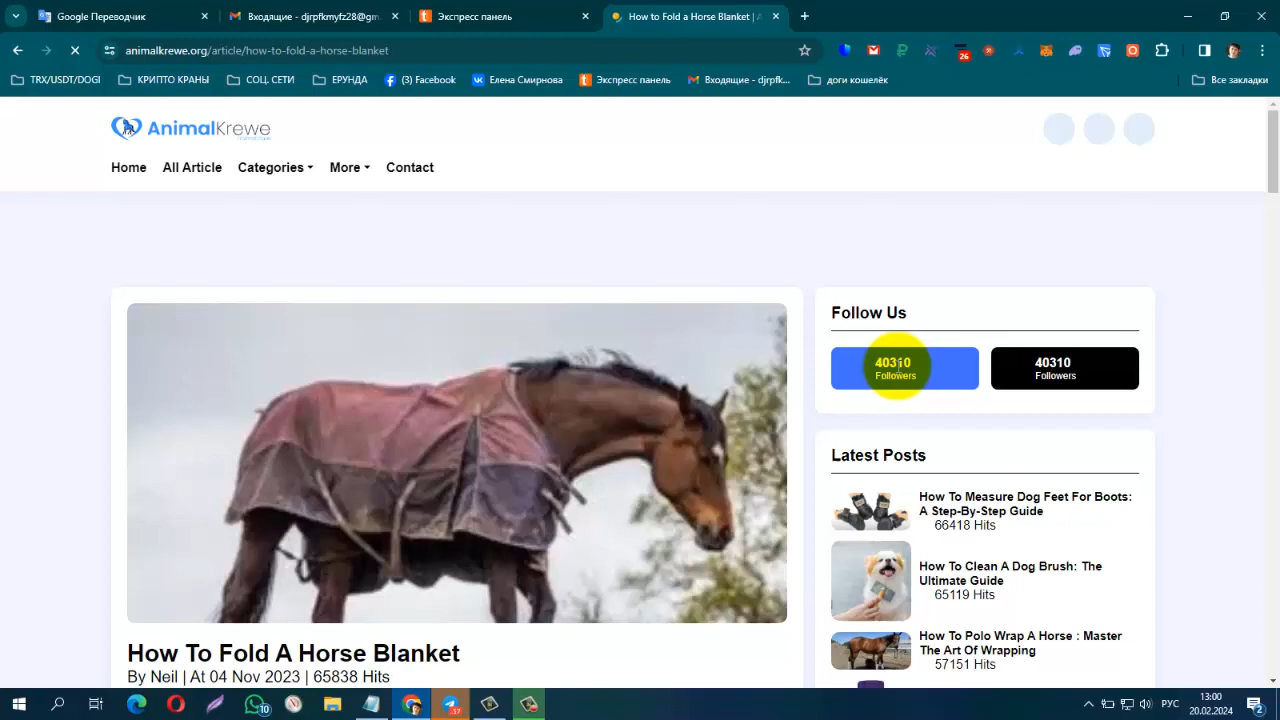 Google Переводчик
Входящие - djrpfkmyfz28@gm
Экспресс панель
How to Fold a Horse Blanket | A
animalkrewe.org/article/how-to-fold-a-horse-blanket
26
TRX/USDT/DOGI
КРИПТО КРАНЫ
СОЦ. СЕТИ
ЕРУНДА
(3) Facebook
Елена Смирнова
Экспресс панель
Входящие - djrpfk...
доги кошелёк
Все закладки
AnimalKrewe
Home
All Article
Categories
More
Contact
Follow Us
40310
Followers
40310
Followers
Latest Posts
How To Measure Dog Feet For Boots:
A Step-By-Step Guide
66418 Hits
How To Clean A Dog Brush: The
Ultimate Guide
65119 Hits
How To Polo Wrap A Horse : Master
The Art Of Wrapping
57151 Hits
How To Fold A Horse Blanket
By Neil | At 04 Nov 2023 | 65838 Hits
10
17
РУС
13:00
20.02.2024
2